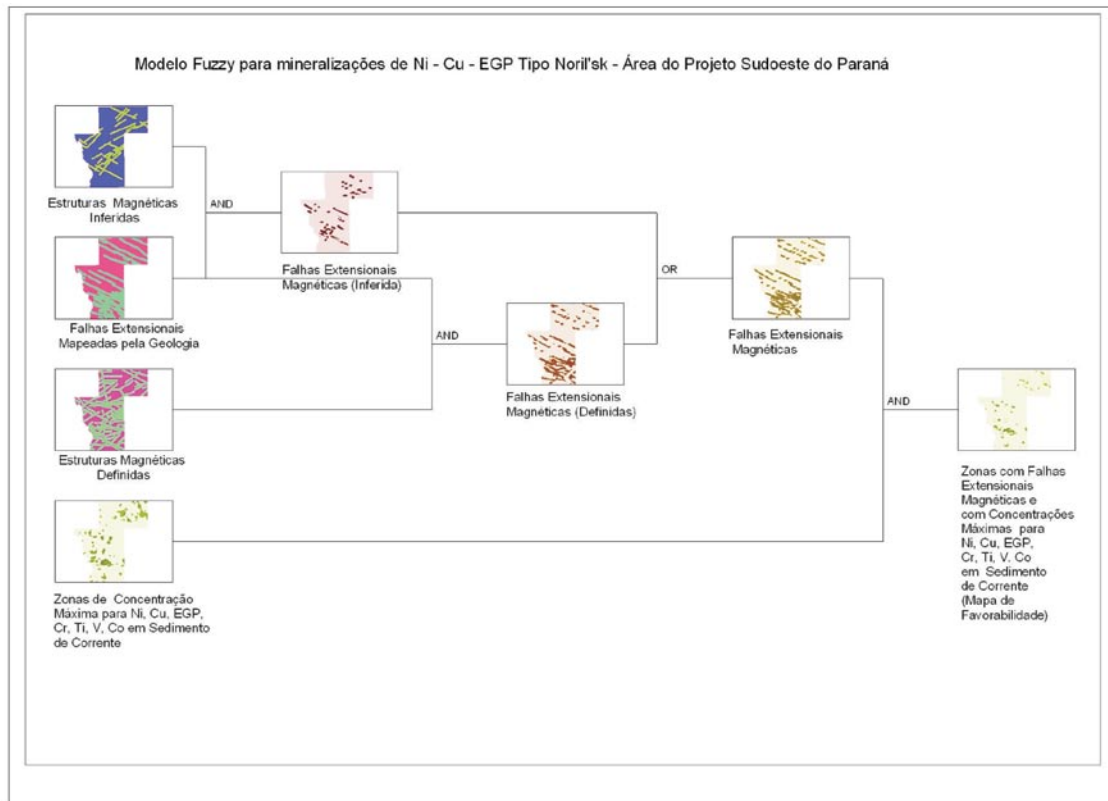 Modelo Fuzzy para mineralizações de Ni - Cu - EGP Tipo Noril'sk - Área do Projeto Sudoeste do Paraná
Estruturas Magnéticas
Inferidas
AND
Falhas Extensionais
Magnéticas (Inferida)
Falhas Extensionais
Mapeadas pela Geologia
AND
Falhas Extensionais
Magnéticas (Definidas)
OR
Falhas Extensionais
Magnéticas
Estruturas Magnéticas
Definidas
AND
Zonas de Concentração
Máxima para Ni, Cu, EGP,
Cr, Ti, V, Co em Sedimento
de Corrente
Zonas com Falhas
Extensionais
Magnéticas e
com Concentrações
Máximas para
Ni, Cu, EGP,
Cr, Ti, V, Co
em Sedimento
de Corrente
(Mapa de
Favorabilidade)